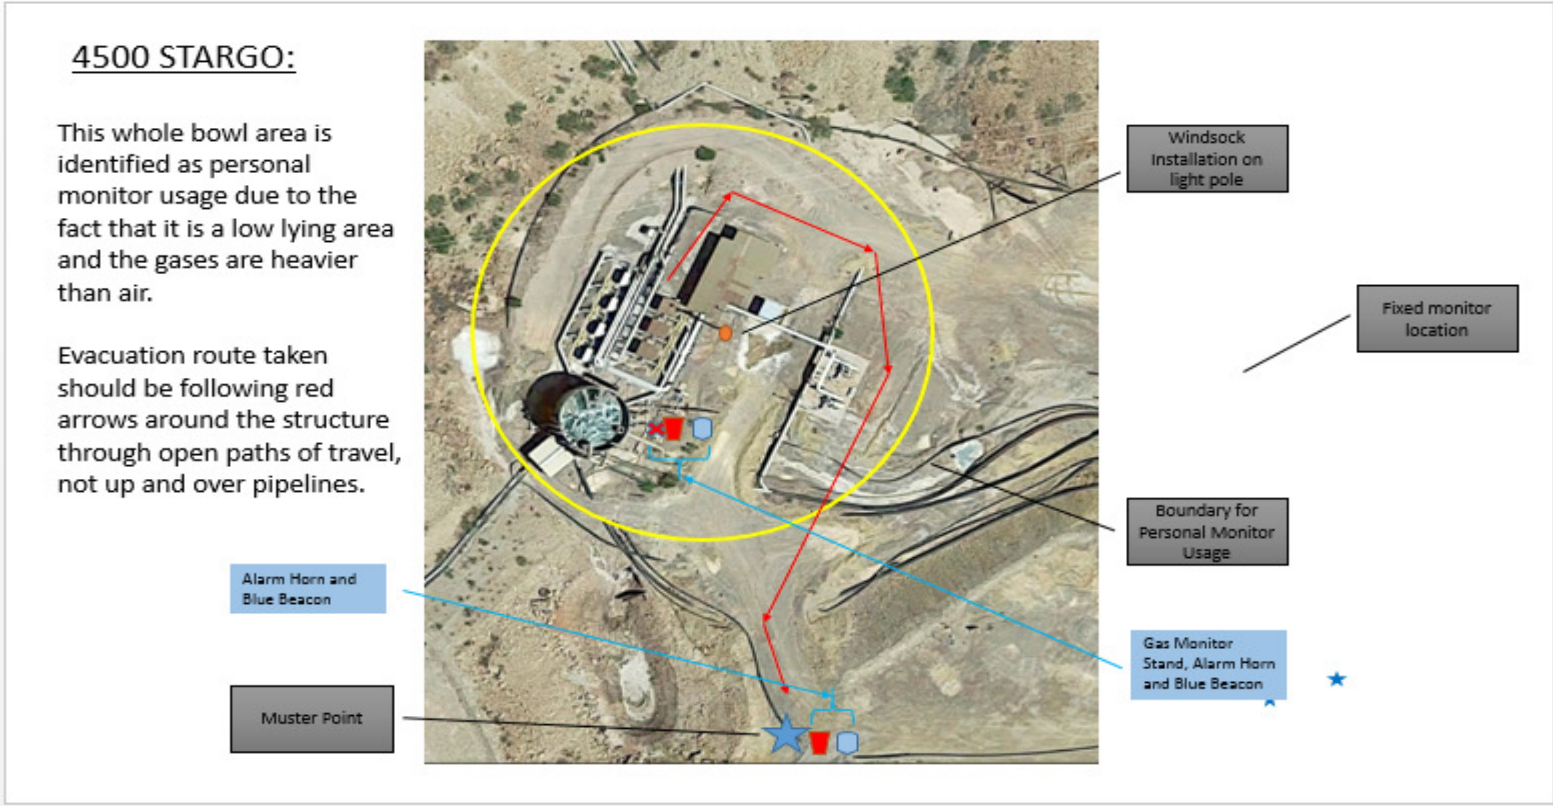 4500 STARGO:
This whole bowl area is
identified as personal
monitor usage due to the
fact that it is a low lying area
and the gases are heavier
than air.
Evacuation route taken
should be following red
arrows around the structure
through open paths of travel,
not up and over pipelines.
Windsock
Installation on
light pole
Fixed monitor
location
Boundary for
Personal Monitor
Usage
Alarm Horn and
Blue Beacon
Gas Monitor
Stand, Alarm Horn
and Blue Beacon
Muster Point